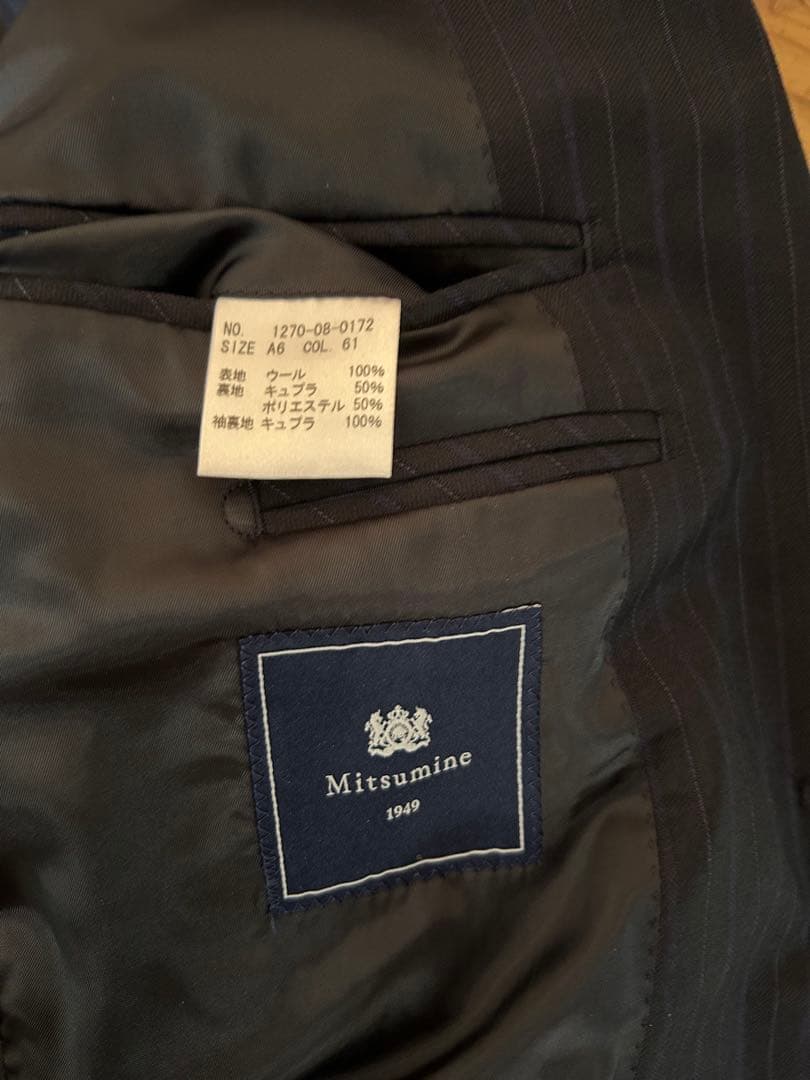 NO. 1270-08-0172
SIZE A6 COL. 61
表地 ウール 100%
裏地 キュプラ 50%
ポリエステル 50%
袖裏地 キュプラ 100%
Mitsumine
1949